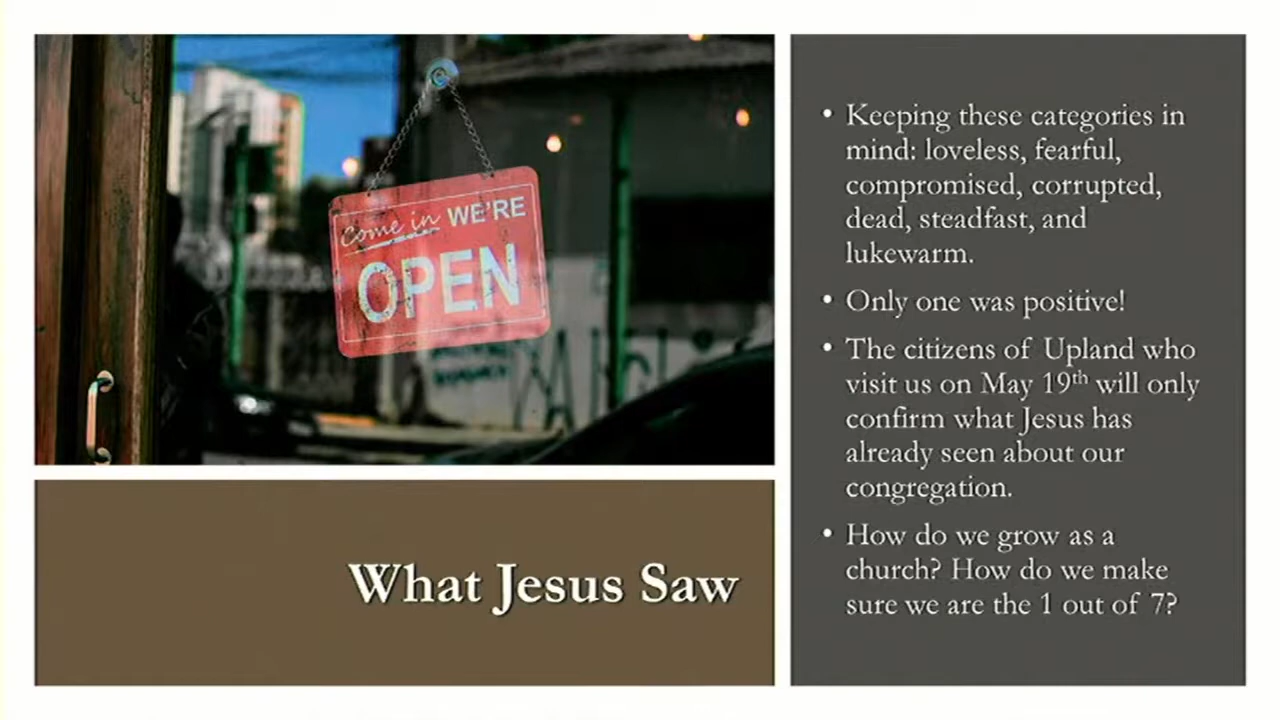 come in WE'RE
OPEN
What Jesus Saw
• Keeping these categories in
mind: loveless, fearful,
compromised, corrupted,
dead, steadfast, and
lukewarm.
• Only one was positive!
• The citizens of Upland who
visit us on May 19th will only
confirm what Jesus has
already seen about our
congregation.
• How do we grow as a
church? How do we make
sure we are the 1 out of 7?